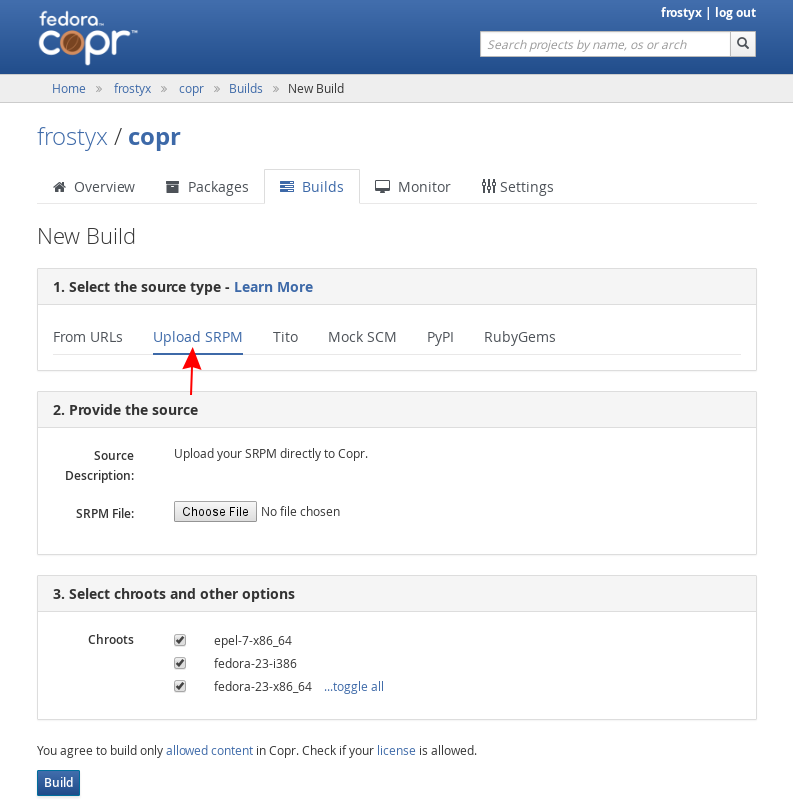 frostyx | log out
fedora™
copr™
Search projects by name, os or arch
Home » frostyx » copr » Builds » New Build
frostyx / copr
Overview Packages Builds Monitor Settings
New Build
1. Select the source type - Learn More
From URLs Upload SRPM Tito Mock SCM PyPI RubyGems
2. Provide the source
Source Description: Upload your SRPM directly to Copr.
SRPM File: Choose File No file chosen
3. Select chroots and other options
Chroots epel-7-x86_64
fedora-23-i386
fedora-23-x86_64 ...toggle all
You agree to build only allowed content in Copr. Check if your license is allowed.
Build